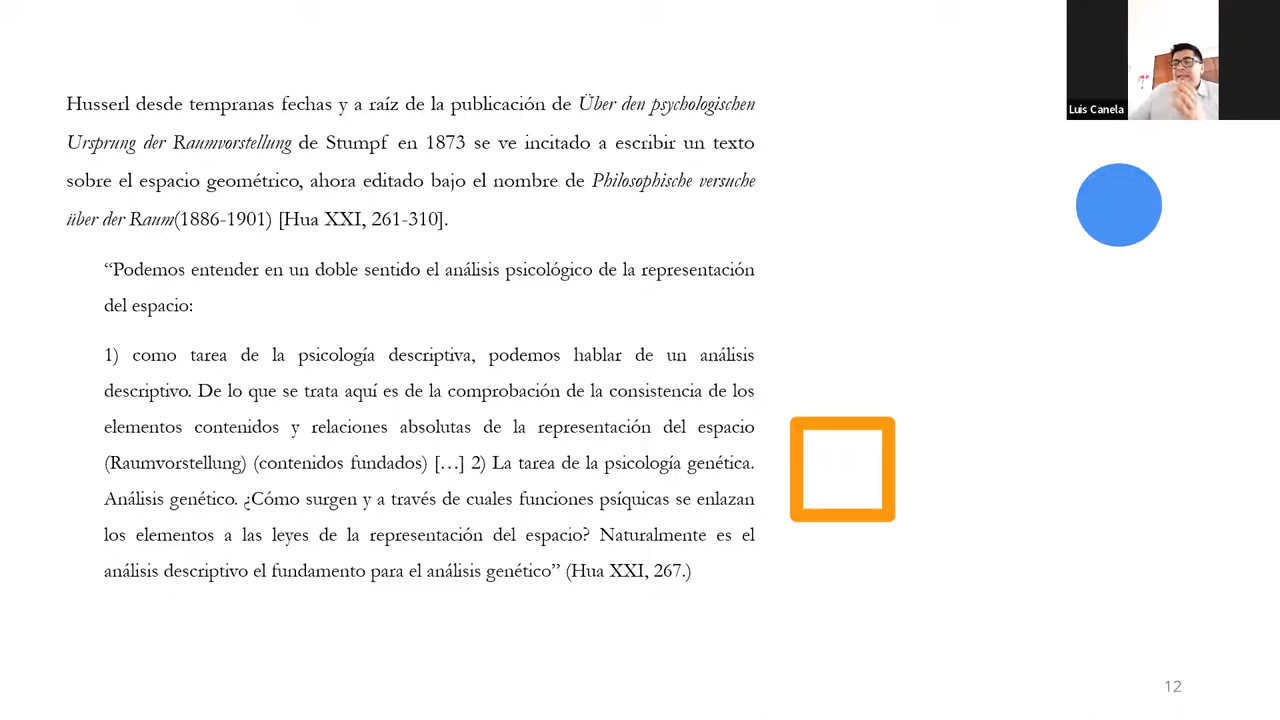 Luis Canela
Husserl desde tempranas fechas y a raíz de la publicación de Über den psychologischen
Ursprung der Raumvorstellung de Stumpf en 1873 se ve incitado a escribir un texto
sobre el espacio geométrico, ahora editado bajo el nombre de Philosophische versuche
über der Raum(1886-1901) [Hua XXI, 261-310].
“Podemos entender en un doble sentido el análisis psicológico de la representación
del espacio:
1) como tarea de la psicología descriptiva, podemos hablar de un análisis
descriptivo. De lo que se trata aquí es de la comprobación de la consistencia de los
elementos contenidos y relaciones absolutas de la representación del espacio
(Raumvorstellung) (contenidos fundados) […] 2) La tarea de la psicología genética.
Análisis genético. ¿Cómo surgen y a través de cuales funciones psíquicas se enlazan
los elementos a las leyes de la representación del espacio? Naturalmente es el
análisis descriptivo el fundamento para el análisis genético” (Hua XXI, 267.)
12